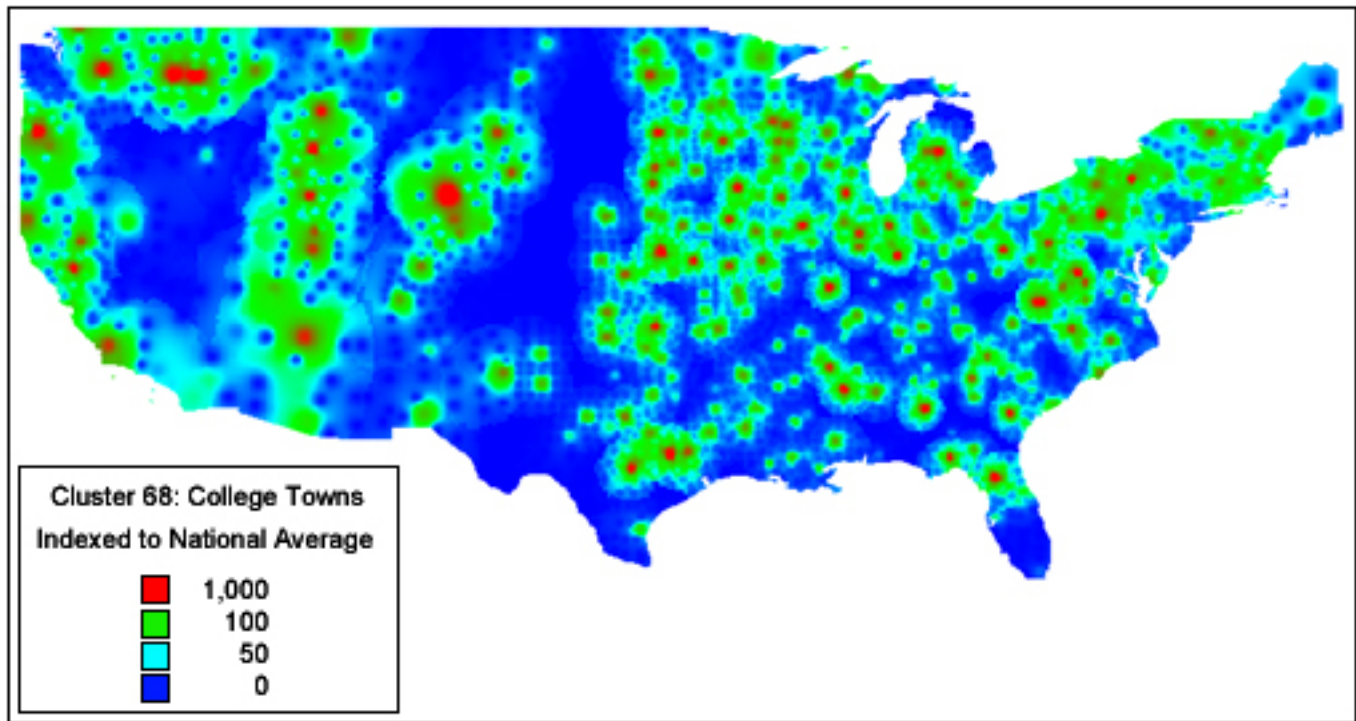 Cluster 68: College Towns
Indexed to National Average
1,000
100
50
0